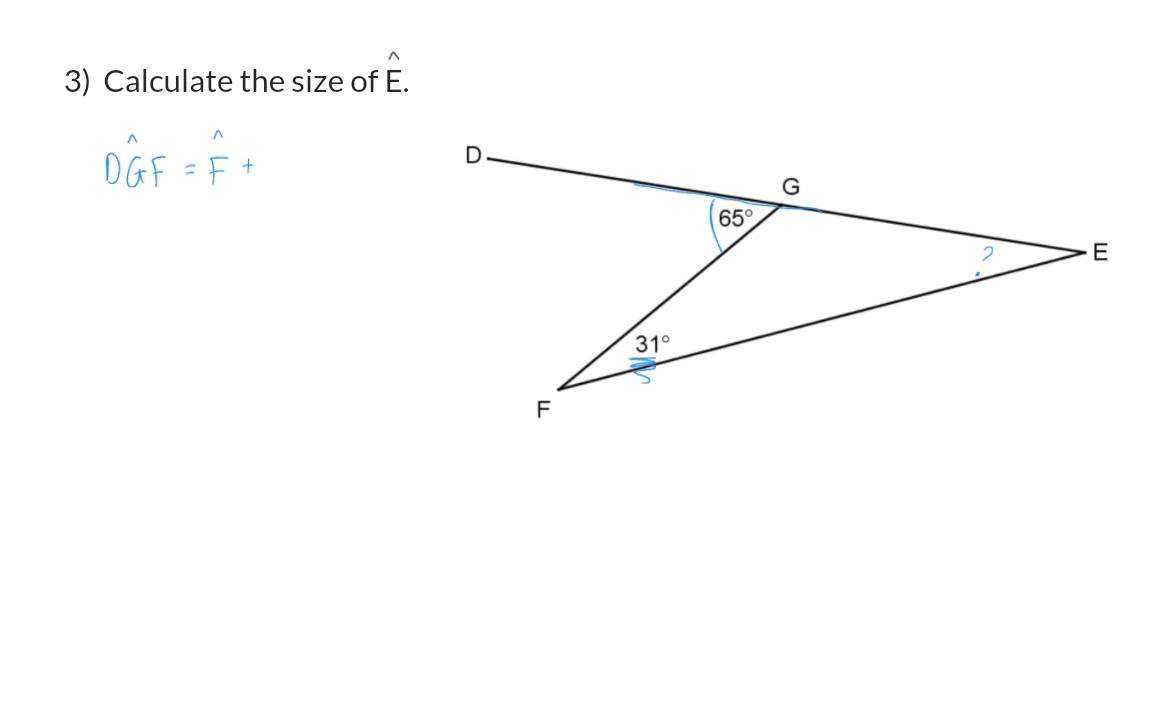 3) Calculate the size of Ê.
DĜF = F̂ +
D
G
65°
?
E
31°
F